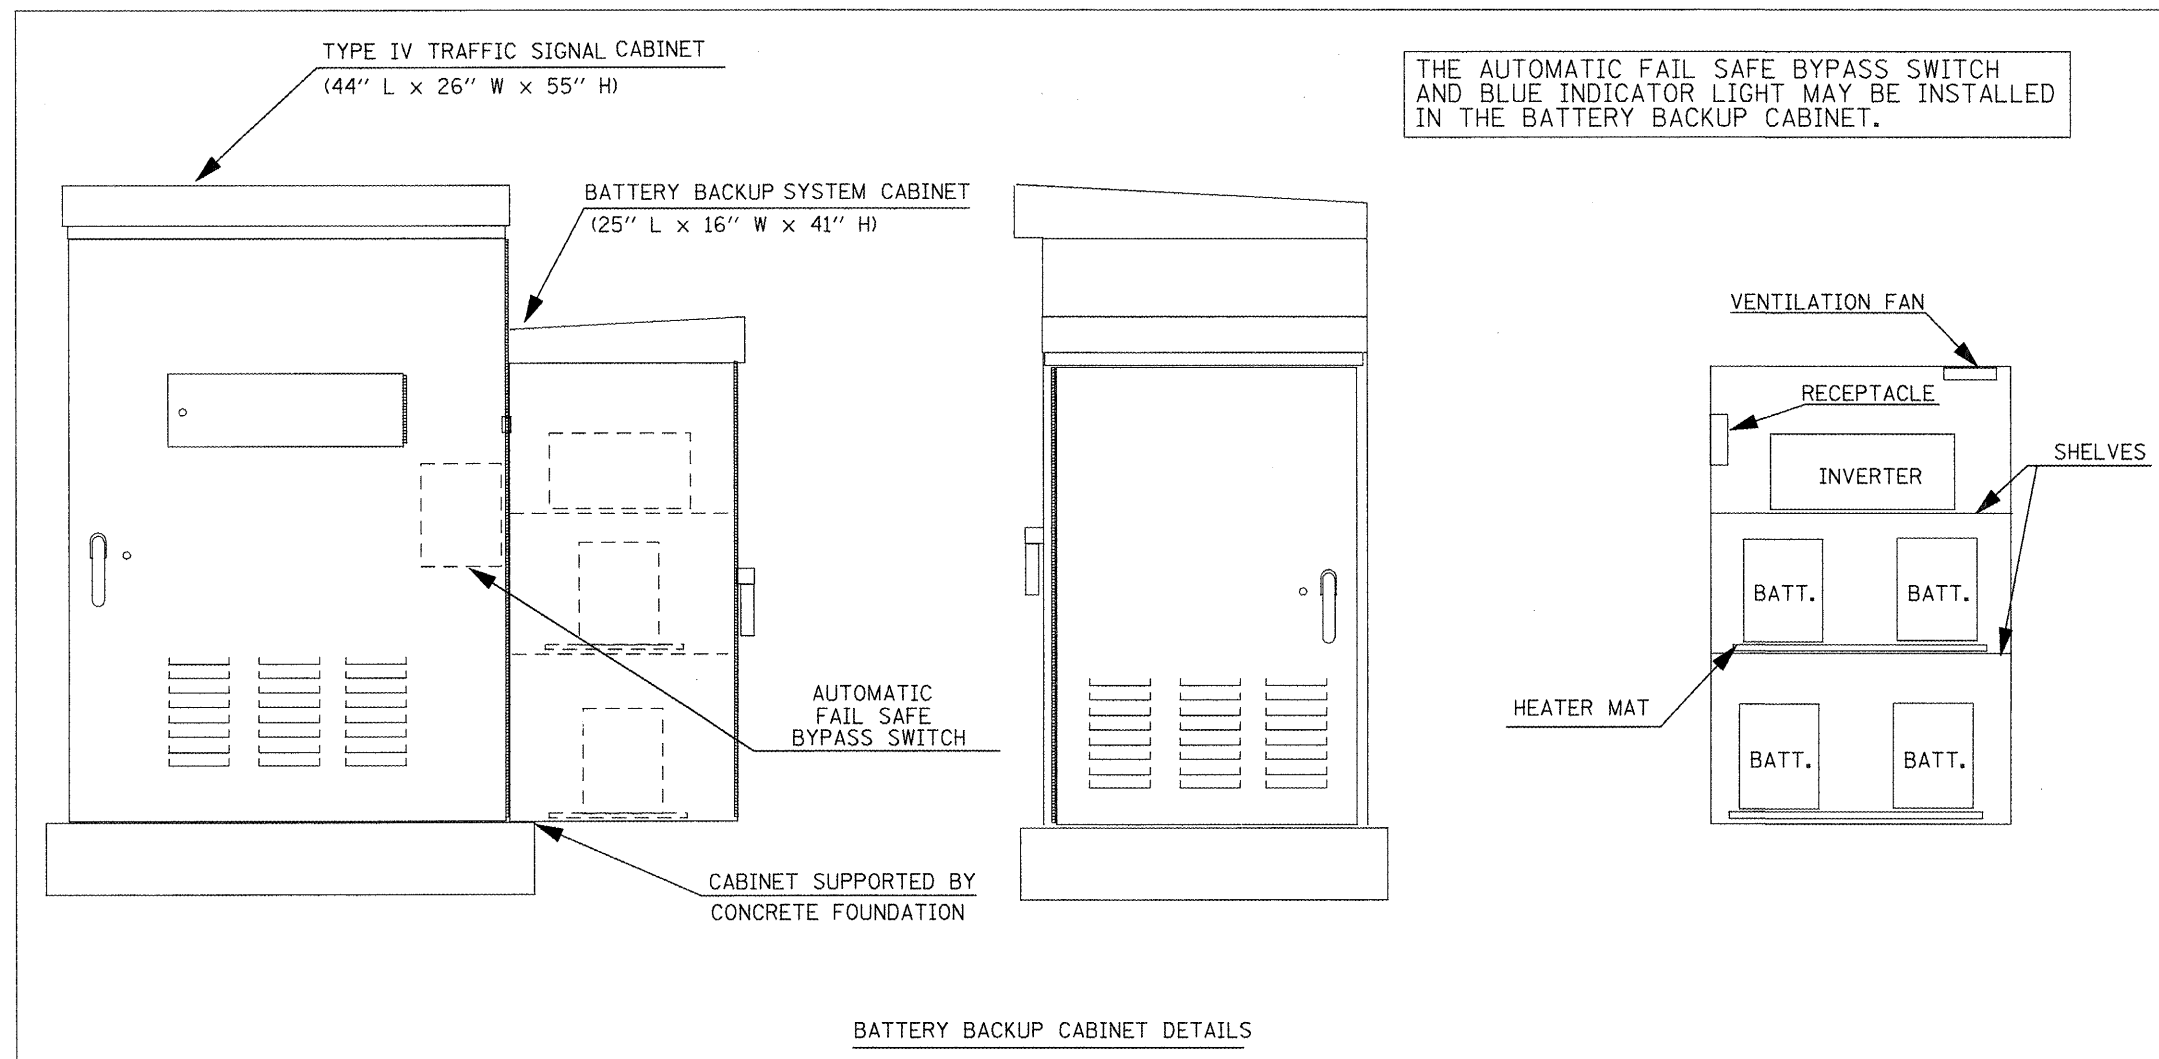 TYPE IV TRAFFIC SIGNAL CABINET
(44" L x 26" W x 55" H)
THE AUTOMATIC FAIL SAFE BYPASS SWITCH
AND BLUE INDICATOR LIGHT MAY BE INSTALLED
IN THE BATTERY BACKUP CABINET.
BATTERY BACKUP SYSTEM CABINET
(25" L x 16" W x 41" H)
VENTILATION FAN
RECEPTACLE
SHELVES
INVERTER
BATT.
BATT.
HEATER MAT
BATT.
BATT.
AUTOMATIC
FAIL SAFE
BYPASS SWITCH
CABINET SUPPORTED BY
CONCRETE FOUNDATION
BATTERY BACKUP CABINET DETAILS